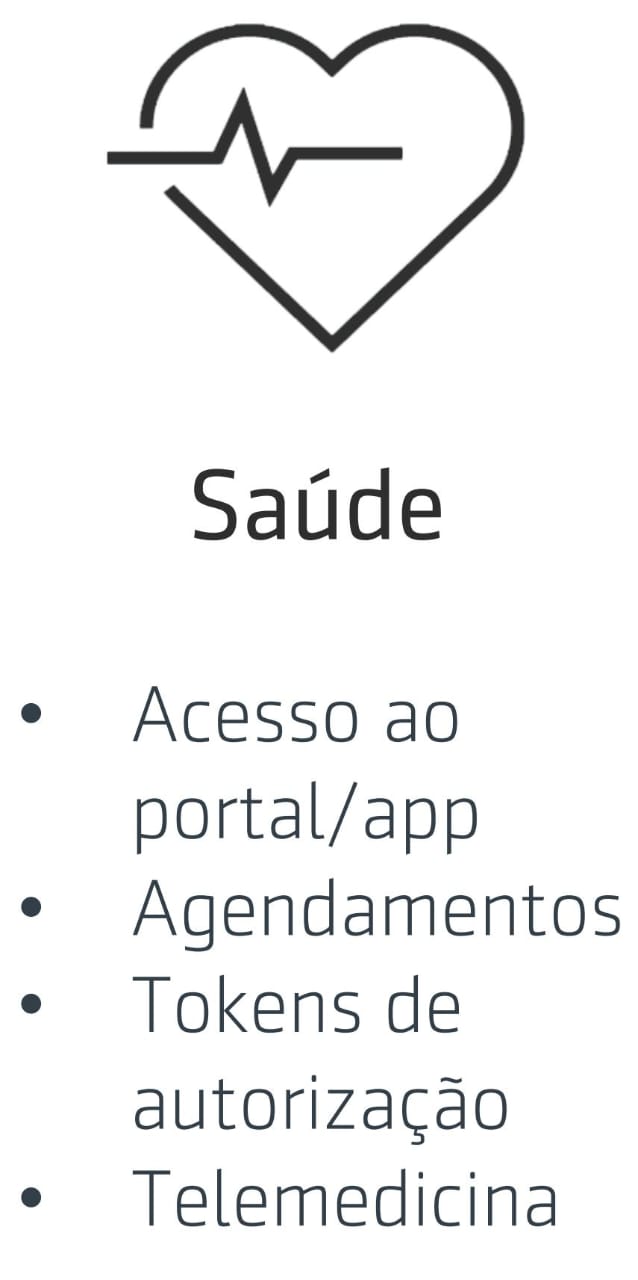 Saúde
• Acesso ao
portal/app
• Agendamentos
• Tokens de
autorização
• Telemedicina